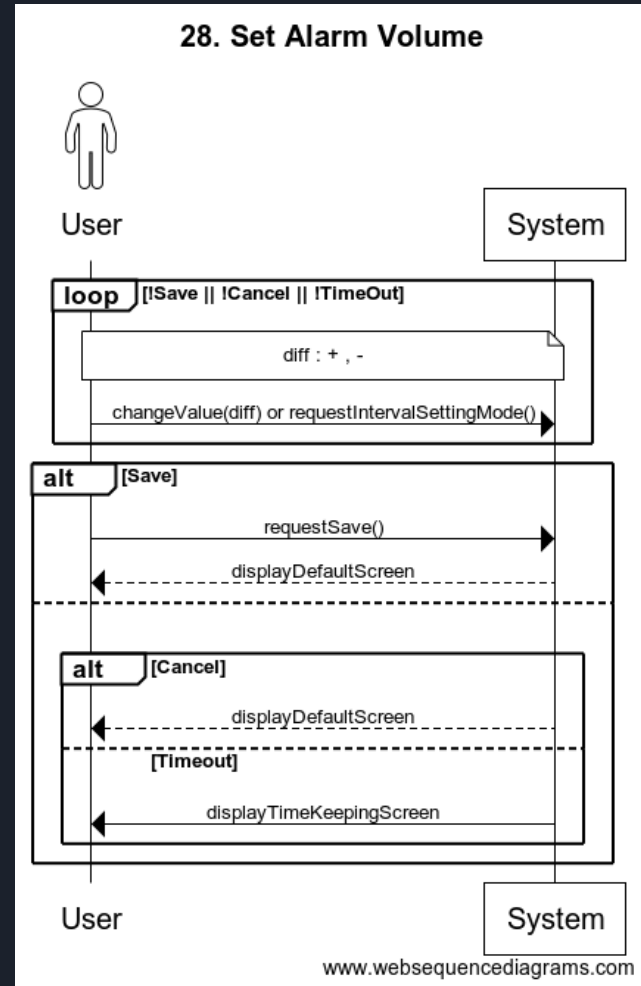 28. Set Alarm Volume
User
System
loop [!Save || !Cancel || !TimeOut]
diff : + , -
changeValue(diff) or requestIntervalSettingMode()
alt [Save]
requestSave()
displayDefaultScreen
alt [Cancel]
displayDefaultScreen
[Timeout]
displayTimeKeepingScreen
User
System
www.websequencediagrams.com